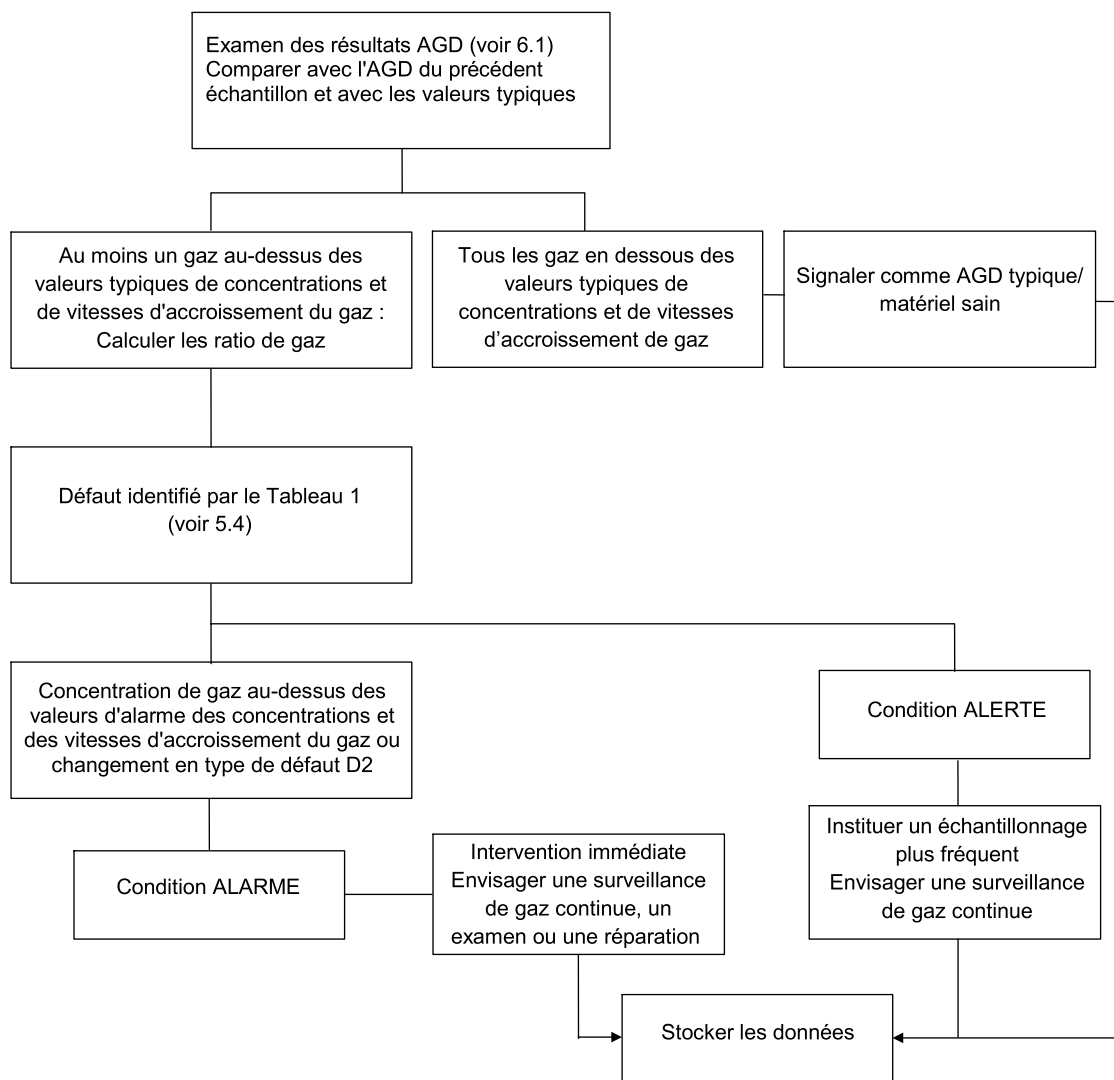 Examen des résultats AGD (voir 6.1)
Comparer avec l'AGD du précédent
échantillon et avec les valeurs typiques
Au moins un gaz au-dessus des
valeurs typiques de concentrations et
de vitesses d'accroissement du gaz :
Calculer les ratio de gaz
Tous les gaz en dessous des
valeurs typiques de
concentrations et de vitesses
d’accroissement de gaz
Signaler comme AGD typique/
matériel sain
Défaut identifié par le Tableau 1
(voir 5.4)
Concentration de gaz au-dessus des
valeurs d'alarme des concentrations et
des vitesses d'accroissement du gaz ou
changement en type de défaut D2
Condition ALERTE
Condition ALARME
Intervention immédiate
Envisager une surveillance
de gaz continue, un
examen ou une réparation
Instituer un échantillonnage
plus fréquent
Envisager une surveillance
de gaz continue
Stocker les données